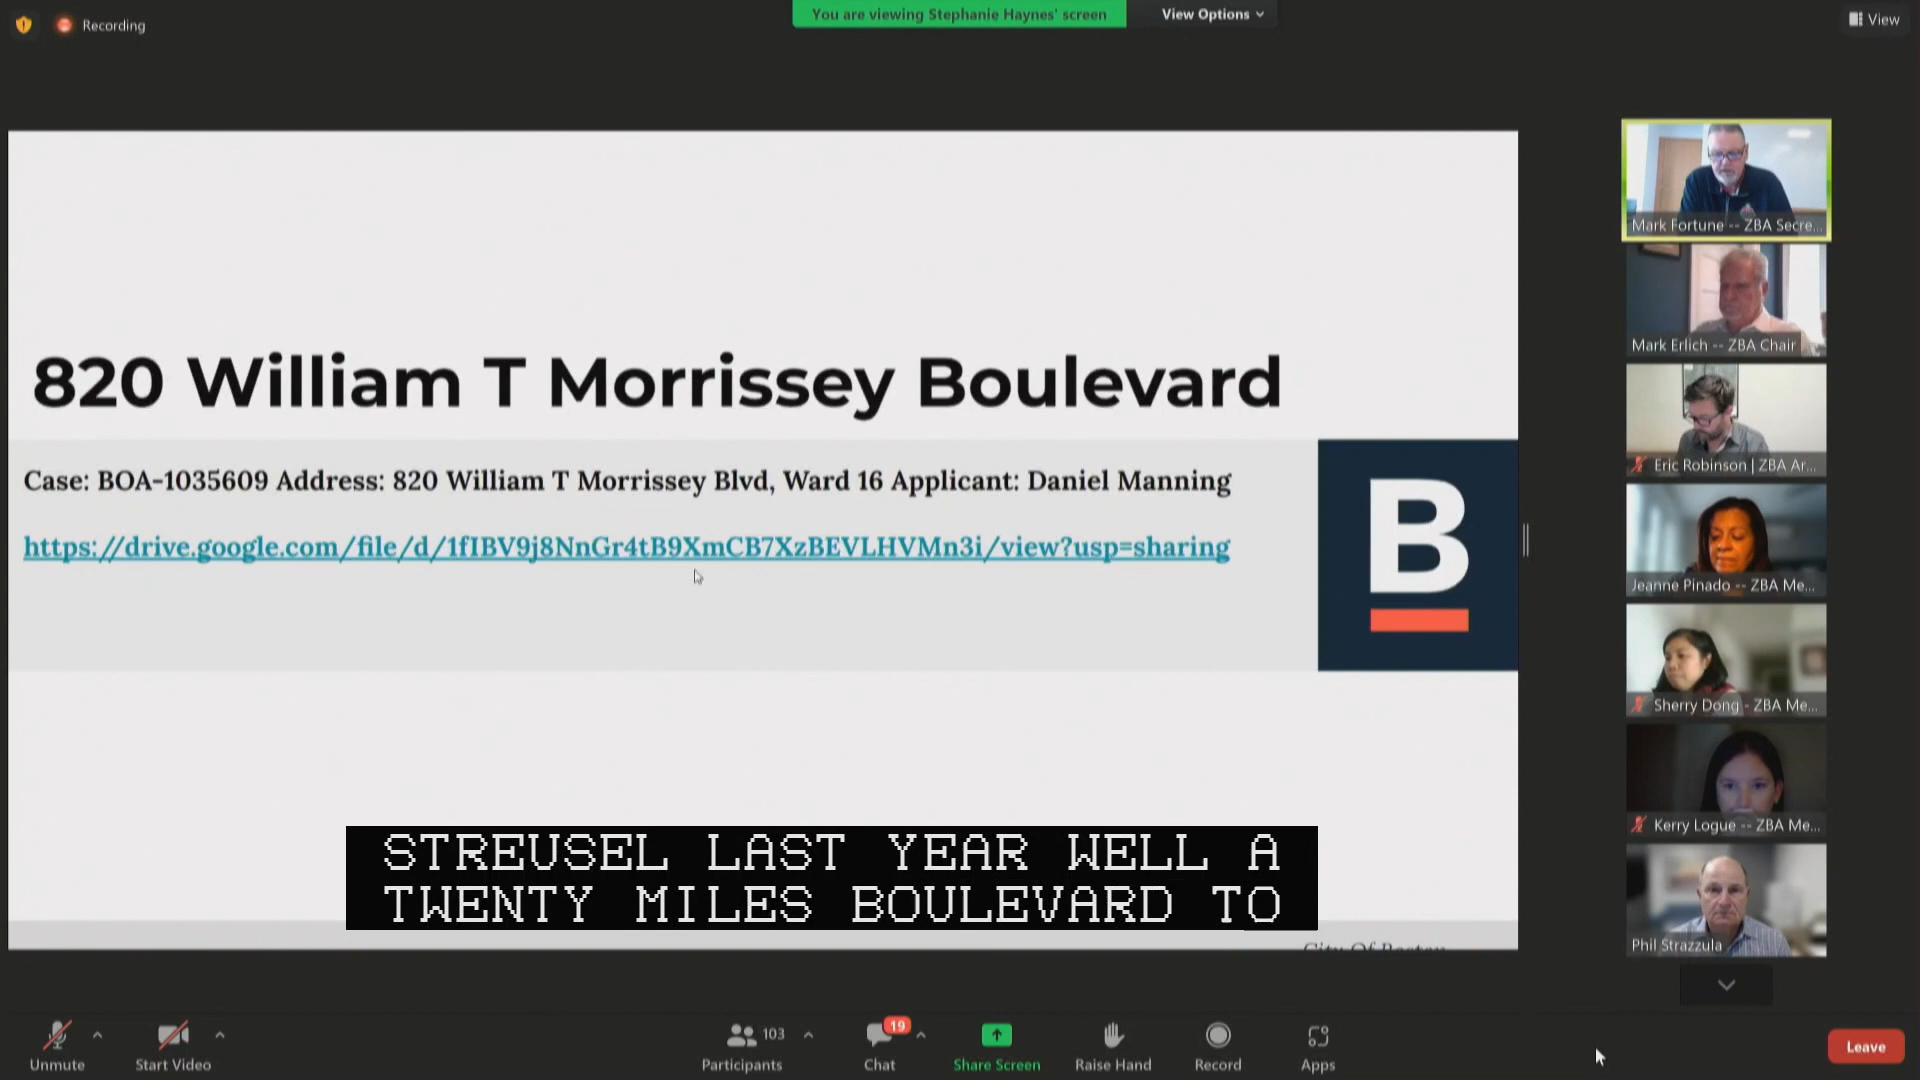 Recording
You are viewing Stephanie Haynes' screen
View Options
View
820 William T Morrissey Boulevard
Case: BOA-1035609 Address: 820 William T Morrissey Blvd, Ward 16 Applicant: Daniel Manning
https://drive.google.com/file/d/1fIBV9j8NnGr4tB9XmCB7XzBEVLHVMn3i/view?usp=sharing
B
STREUSEL LAST YEAR WELL A
TWENTY MILES BOULEVARD TO
City Of Boston
Mark Fortune -- ZBA Secre...
Mark Erlich -- ZBA Chair
Eric Robinson | ZBA Ar...
Jeanne Pinado -- ZBA Me...
Sherry Dong - ZBA Me...
Kerry Logue -- ZBA Me...
Phil Strazzula
Unmute
Start Video
103
Participants
19
Chat
Share Screen
Raise Hand
Record
Apps
Leave